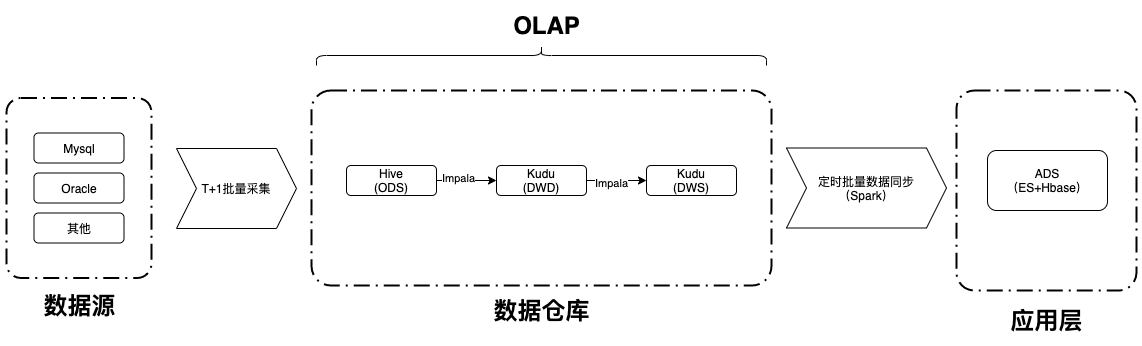 OLAP
Mysql
Oracle
其他
数据源
T+1批量采集
Hive
(ODS)
Impala
Kudu
(DWD)
Impala
Kudu
(DWS)
数据仓库
定时批量数据同步
(Spark)
ADS
(ES+Hbase)
应用层